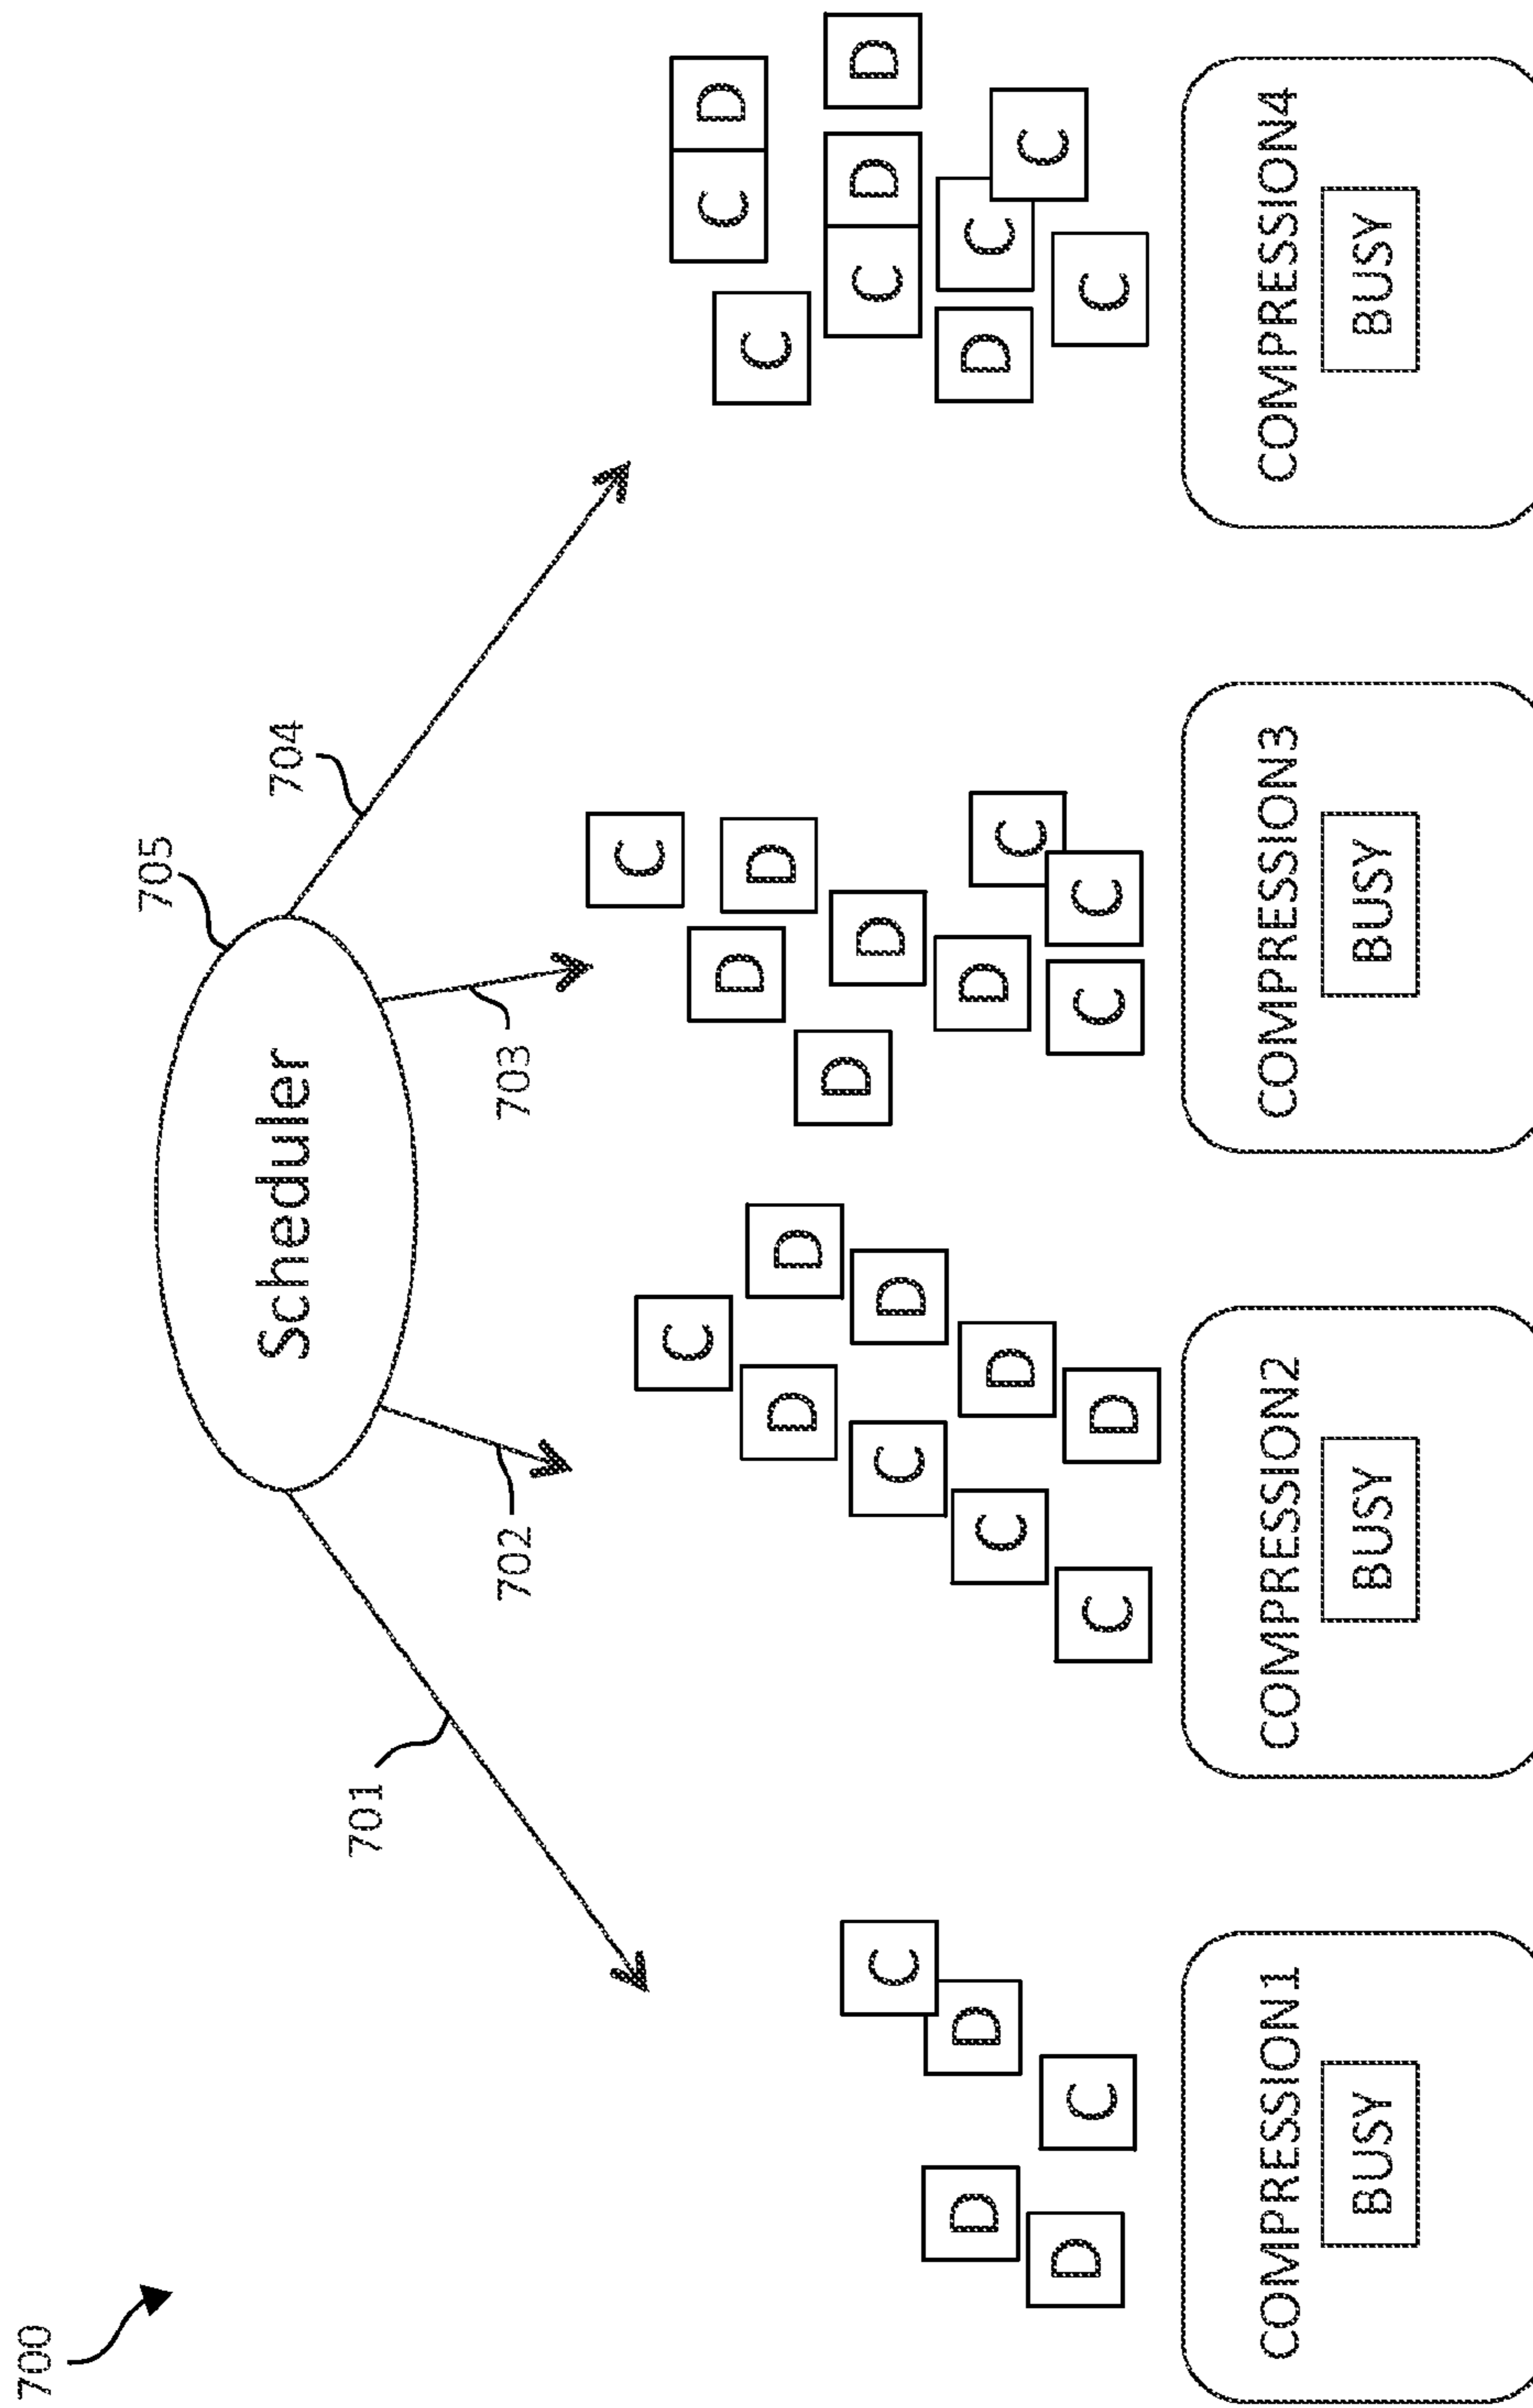 700
705
Scheduler
704
701
702
703
C
D D
C D
D
COMPRESSION1
BUSY
C
D D
C D
C D
C D
COMPRESSION2
BUSY
C
D D
D D
D C
C C
COMPRESSION3
BUSY
C D
C
C D D
D C
C
C
COMPRESSION4
BUSY